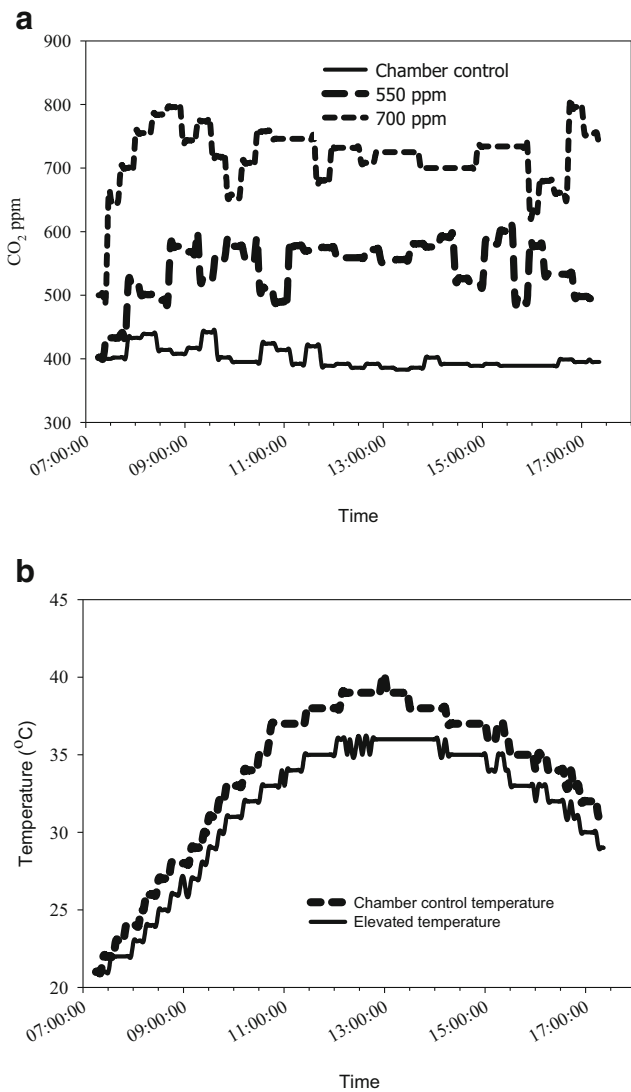 a
900
800
700
600
500
400
300
CO₂ ppm
Chamber control
550 ppm
700 ppm
07:00:00
09:00:00
11:00:00
13:00:00
15:00:00
17:00:00
Time
b
45
40
35
30
25
20
Temperature (°C)
Chamber control temperature
Elevated temperature
07:00:00
09:00:00
11:00:00
13:00:00
15:00:00
17:00:00
Time